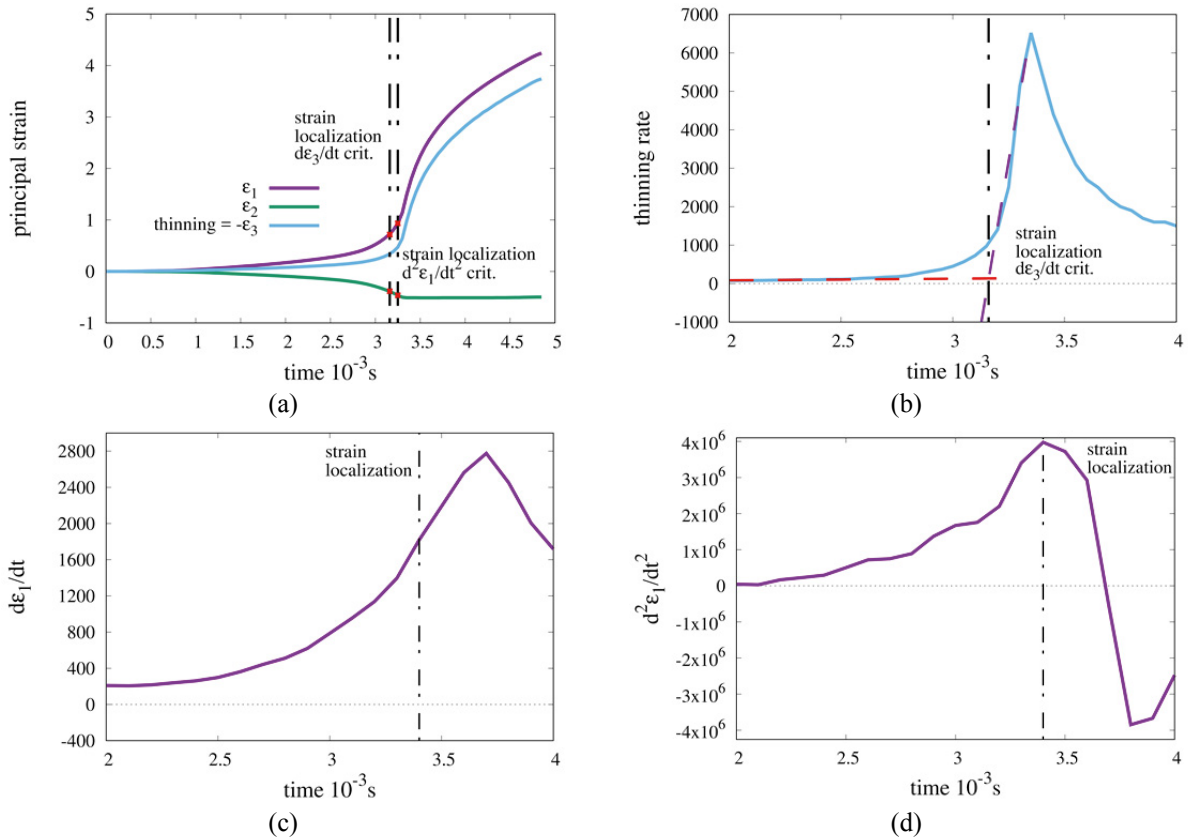 5
4
3
2
1
0
-1
principal strain
strain
localization
dε₃/dt crit.
ε₁
ε₂
thinning = -ε₃
strain localization
d²ε₁/dt² crit.
0 0.5 1 1.5 2 2.5 3 3.5 4 4.5 5
time 10⁻³s
(a)
7000
6000
5000
4000
3000
2000
1000
0
-1000
thinning rate
strain
localization
dε₃/dt crit.
2 2.5 3 3.5 4
time 10⁻³s
(b)
2800
2400
2000
1600
1200
800
400
0
-400
dε₁/dt
strain
localization
2 2.5 3 3.5 4
time 10⁻³s
(c)
4x10⁶
3x10⁶
2x10⁶
1x10⁶
0
-1x10⁶
-2x10⁶
-3x10⁶
-4x10⁶
d²ε₁/dt²
strain
localization
2 2.5 3 3.5 4
time 10⁻³s
(d)